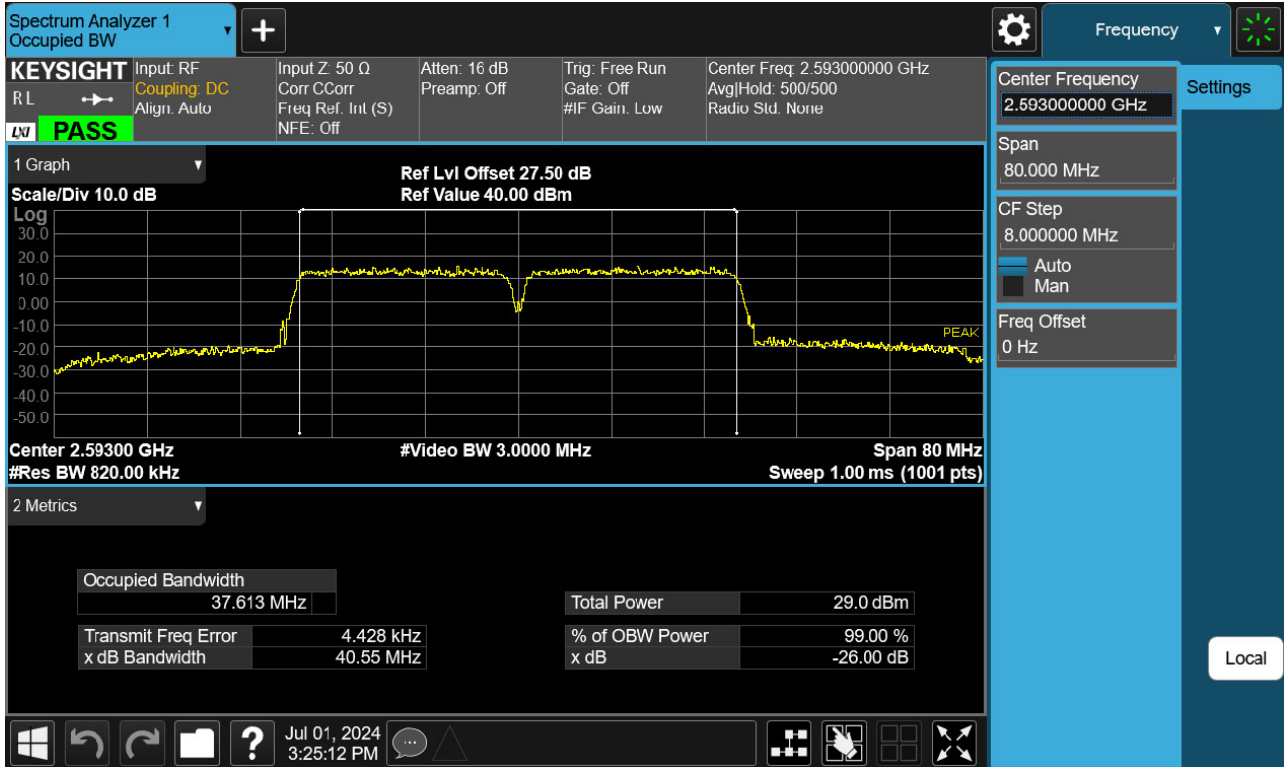 Spectrum Analyzer 1
Occupied BW
+
Frequency
KEYSIGHT
R L
LXI
PASS
Input: RF
Coupling: DC
Align: Auto
Input Z: 50 Ω
Corr CCorr
Freq Ref: Int (S)
NFE: Off
Atten: 16 dB
Preamp: Off
Trig: Free Run
Gate: Off
#IF Gain: Low
Center Freq: 2.593000000 GHz
Avg|Hold: 500/500
Radio Std: None
Center Frequency
2.593000000 GHz
Settings
Span
80.000 MHz
CF Step
8.000000 MHz
Auto
Man
Freq Offset
0 Hz
Local
1 Graph
Scale/Div 10.0 dB
Ref Lvl Offset 27.50 dB
Ref Value 40.00 dBm
Log
30.0
20.0
10.0
0.00
-10.0
-20.0
-30.0
-40.0
-50.0
PEAK
Center 2.59300 GHz
#Video BW 3.0000 MHz
Span 80 MHz
#Res BW 820.00 kHz
Sweep 1.00 ms (1001 pts)
2 Metrics
Occupied Bandwidth
37.613 MHz
Total Power 29.0 dBm
Transmit Freq Error 4.428 kHz
% of OBW Power 99.00 %
x dB Bandwidth 40.55 MHz
x dB -26.00 dB
?
Jul 01, 2024
3:25:12 PM